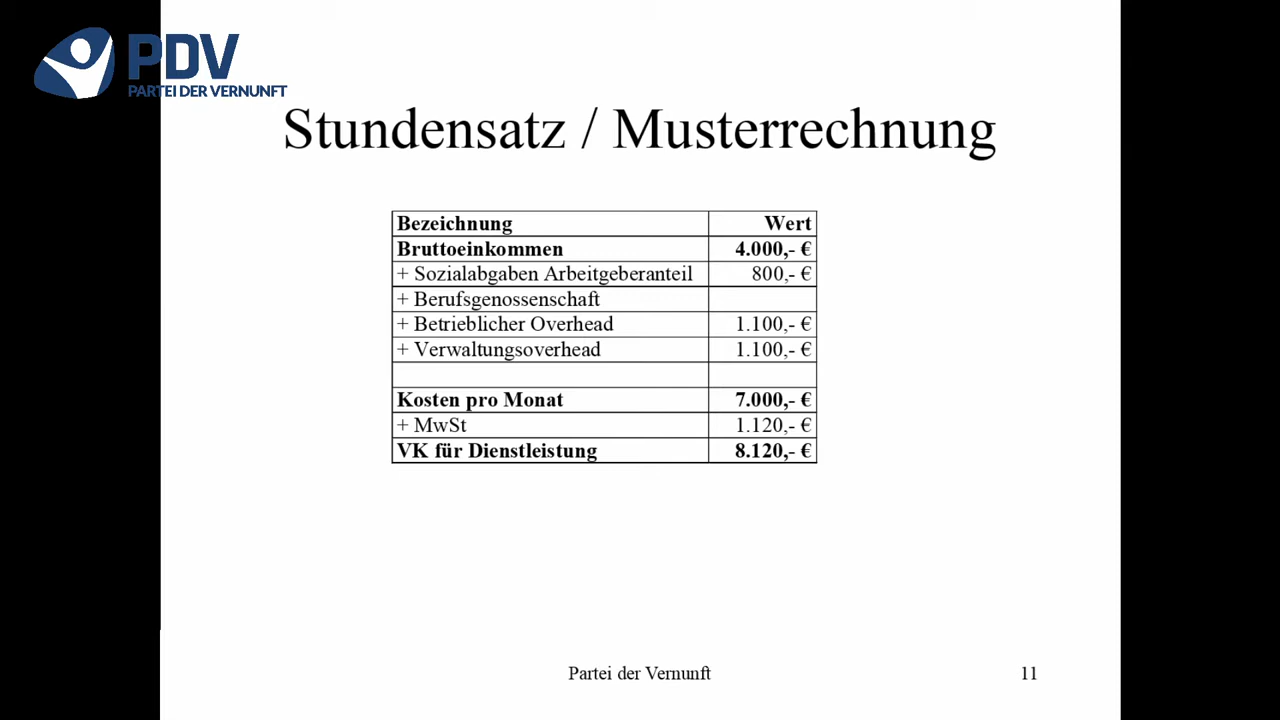 PDV
PARTEI DER VERNUNFT
Stundensatz / Musterrechnung
Bezeichnung Wert
Bruttoeinkommen 4.000,- €
+ Sozialabgaben Arbeitgeberanteil 800,- €
+ Berufsgenossenschaft
+ Betrieblicher Overhead 1.100,- €
+ Verwaltungsoverhead 1.100,- €
Kosten pro Monat 7.000,- €
+ MwSt 1.120,- €
VK für Dienstleistung 8.120,- €
Partei der Vernunft 11